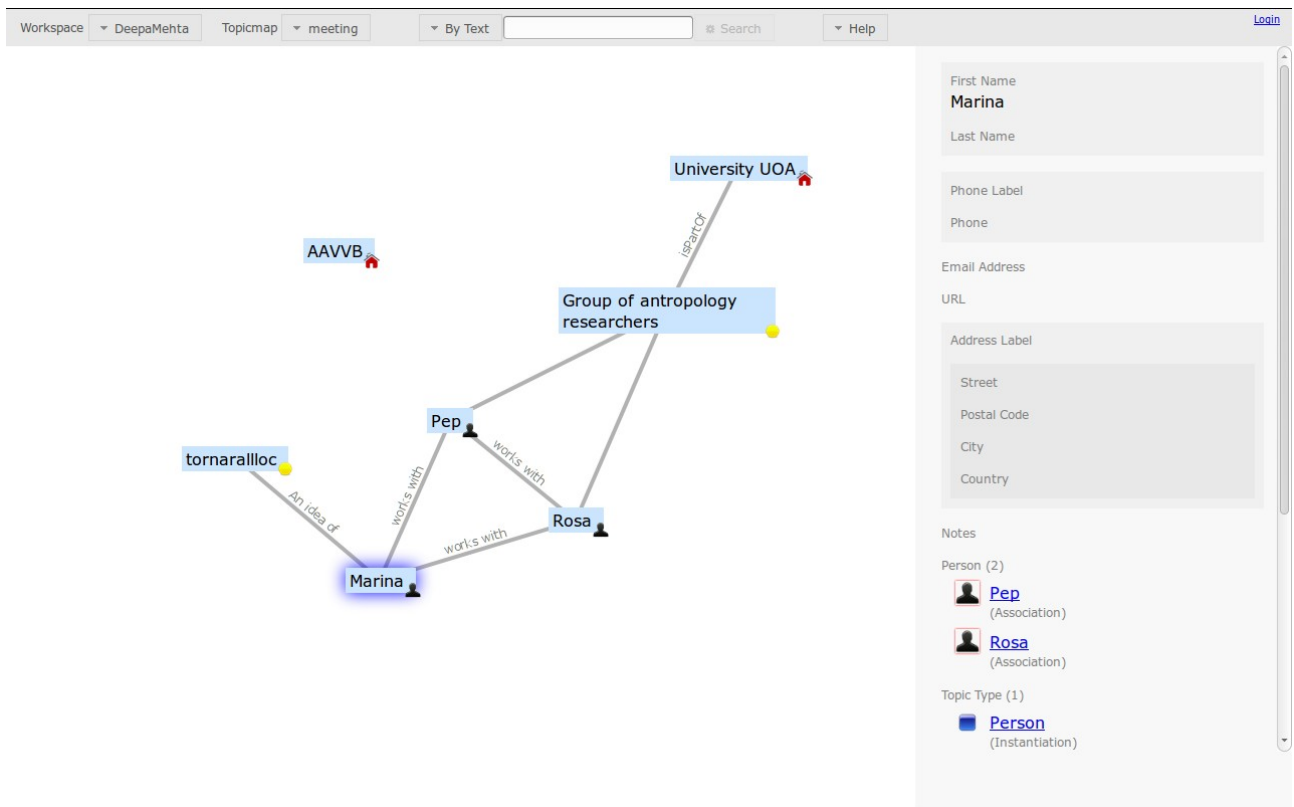 Workspace DeepaMehta Topicmap meeting By Text Search Help Login
University UOA
isPartOf
AAVVB
Group of antropology
researchers
Pep
works with
tornarallloc
works with
An idea of
Rosa
works with
Marina
First Name
Marina
Last Name
Phone Label
Phone
Email Address
URL
Address Label
Street
Postal Code
City
Country
Notes
Person (2)
Pep
(Association)
Rosa
(Association)
Topic Type (1)
Person
(Instantiation)